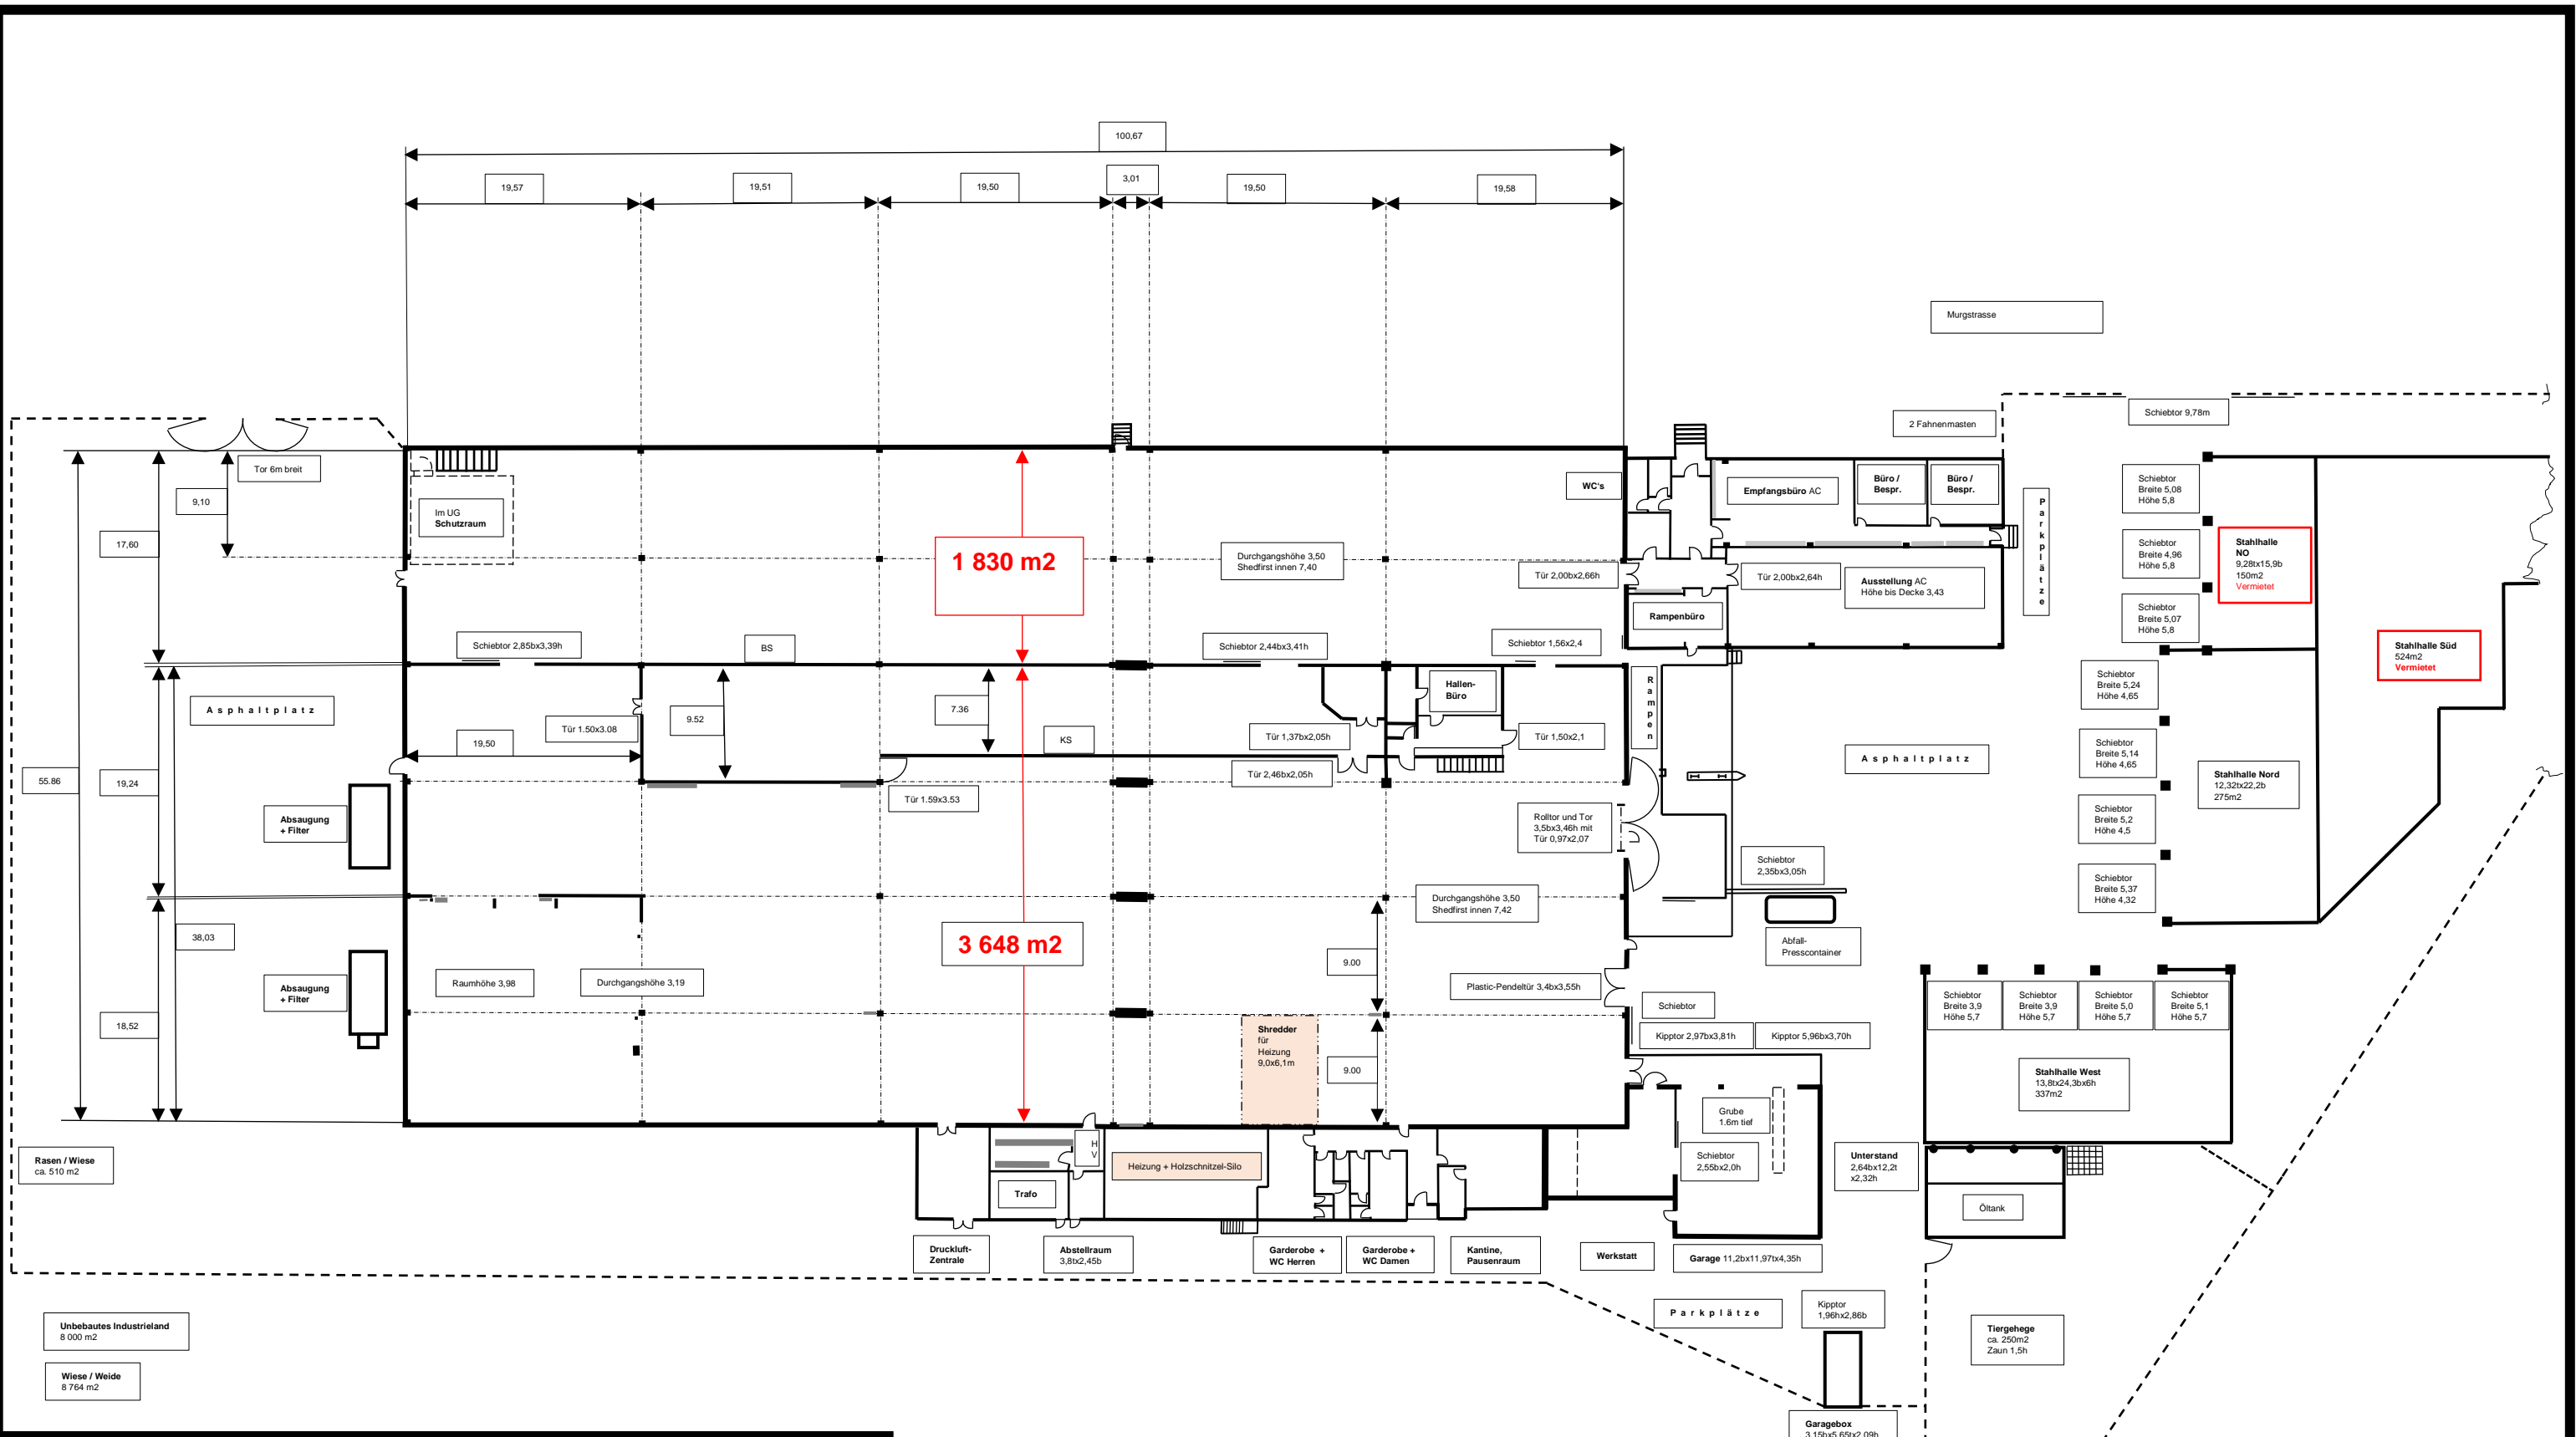 100,67
19,57
19,51
19,50
3,01
19,50
19,58
Murgstrasse
Schiebtor 9,78m
2 Fahnenmasten
Tor 6m breit
9,10
17,60
Im UG
Schutzraum
1 830 m2
Durchgangshöhe 3,50
Shedfirst innen 7,40
WC's
Empfangsbüro AC
Büro /
Bespr.
Büro /
Bespr.
Parkplätze
Schiebtor
Breite 5,08
Höhe 5,8
Schiebtor
Breite 4,96
Höhe 5,8
Schiebtor
Breite 5,07
Höhe 5,8
Stahlhalle
NO
9,28tx15,9b
150m2
Vermietet
Tür 2,00bx2,66h
Tür 2,00bx2,64h
Ausstellung AC
Höhe bis Decke 3,43
Rampenbüro
Schiebtor 2,85bx3,39h
BS
Schiebtor 2,44bx3,41h
Schiebtor 1,56x2,4
Stahlhalle Süd
524m2
Vermietet
Asphaltplatz
19,50
Tür 1.50x3.08
9.52
7.36
KS
Hallen-
Büro
Tür 1,37bx2,05h
Tür 1,50x2,1
Rampen
Schiebtor
Breite 5,24
Höhe 4,65
Schiebtor
Breite 5,14
Höhe 4,65
Schiebtor
Breite 5,2
Höhe 4,5
Schiebtor
Breite 5,37
Höhe 4,32
Asphaltplatz
Stahlhalle Nord
12,32tx22,2b
275m2
55.86
19,24
Absaugung
+ Filter
Tür 1.59x3.53
Tür 2,46bx2,05h
Rolltor und Tor
3,5bx3,46h mit
Tür 0,97x2,07
Schiebtor
2,35bx3,05h
Abfall-
Presscontainer
38,03
18,52
Absaugung
+ Filter
Raumhöhe 3,98
Durchgangshöhe 3,19
3 648 m2
Durchgangshöhe 3,50
Shedfirst innen 7,42
9.00
Plastic-Pendeltür 3,4bx3,55h
Schiebtor
Kipptor 2,97bx3,81h
Kipptor 5,96bx3,70h
Shredder
für
Heizung
9,0x6,1m
9.00
Schiebtor
Breite 3,9
Höhe 5,7
Schiebtor
Breite 3,9
Höhe 5,7
Schiebtor
Breite 5,0
Höhe 5,7
Schiebtor
Breite 5,1
Höhe 5,7
Stahlhalle West
13,8tx24,3bx6h
337m2
Grube
1.6m tief
Schiebtor
2,55bx2,0h
Unterstand
2,64bx12,2t
x2,32h
Öltank
Rasen / Wiese
ca. 510 m2
H
V
Trafo
Heizung + Holzschnitzel-Silo
Druckluft-
Zentrale
Abstellraum
3,8tx2,45b
Garderobe +
WC Herren
Garderobe +
WC Damen
Kantine,
Pausenraum
Werkstatt
Garage 11,2bx11,97tx4,35h
Parkplätze
Kipptor
1,96hx2,86b
Tiergehege
ca. 250m2
Zaun 1,5h
Unbebautes Industrieland
8 000 m2
Wiese / Weide
8 764 m2
Garagebox
3,15bx5,65tx2,09h